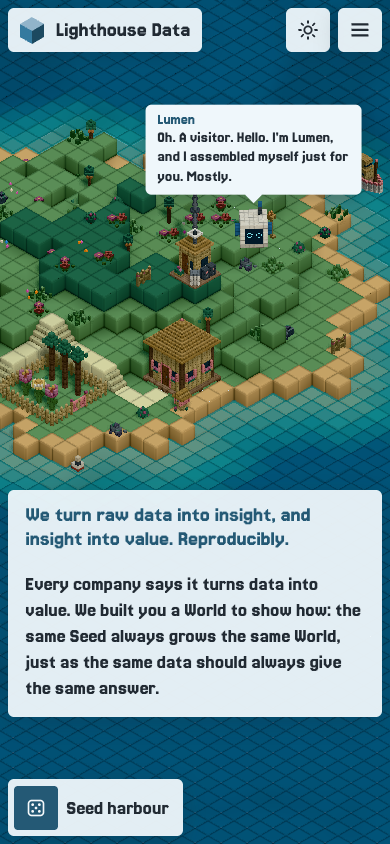 Lighthouse Data
Lumen
Oh. A visitor. Hello. I'm Lumen,
and I assembled myself just for
you. Mostly.
We turn raw data into insight, and
insight into value. Reproducibly.
Every company says it turns data into
value. We built you a World to show how: the
same Seed always grows the same World,
just as the same data should always give
the same answer.
Seed harbour